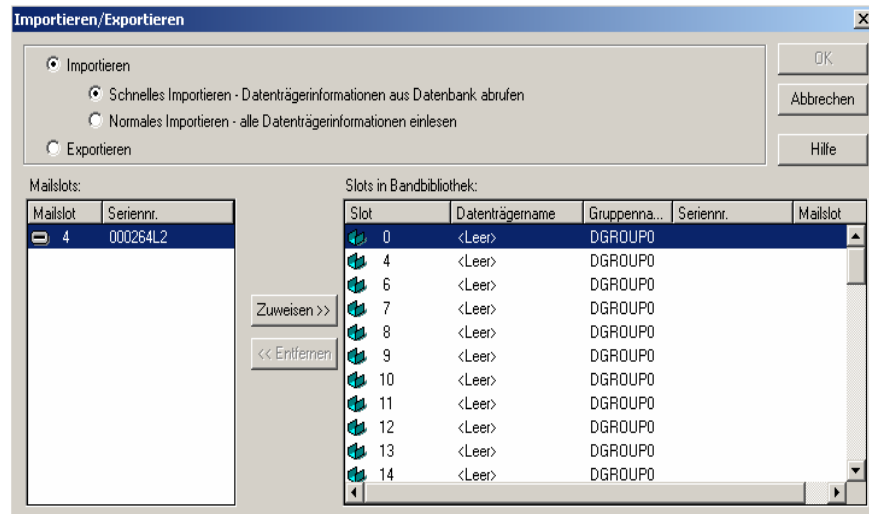 Importieren/Exportieren
Importieren
Schnelles Importieren - Datenträgerinformationen aus Datenbank abrufen
Normales Importieren - alle Datenträgerinformationen einlesen
Exportieren
OK
Abbrechen
Hilfe
Mailslots:
Mailslot Seriennr.
4 000264L2
Zuweisen >>
<< Entfernen
Slots in Bandbibliothek:
Slot Datenträgername Gruppenna... Seriennr. Mailslot
0 <Leer> DGROUP0
4 <Leer> DGROUP0
6 <Leer> DGROUP0
7 <Leer> DGROUP0
8 <Leer> DGROUP0
9 <Leer> DGROUP0
10 <Leer> DGROUP0
11 <Leer> DGROUP0
12 <Leer> DGROUP0
13 <Leer> DGROUP0
14 <Leer> DGROUP0